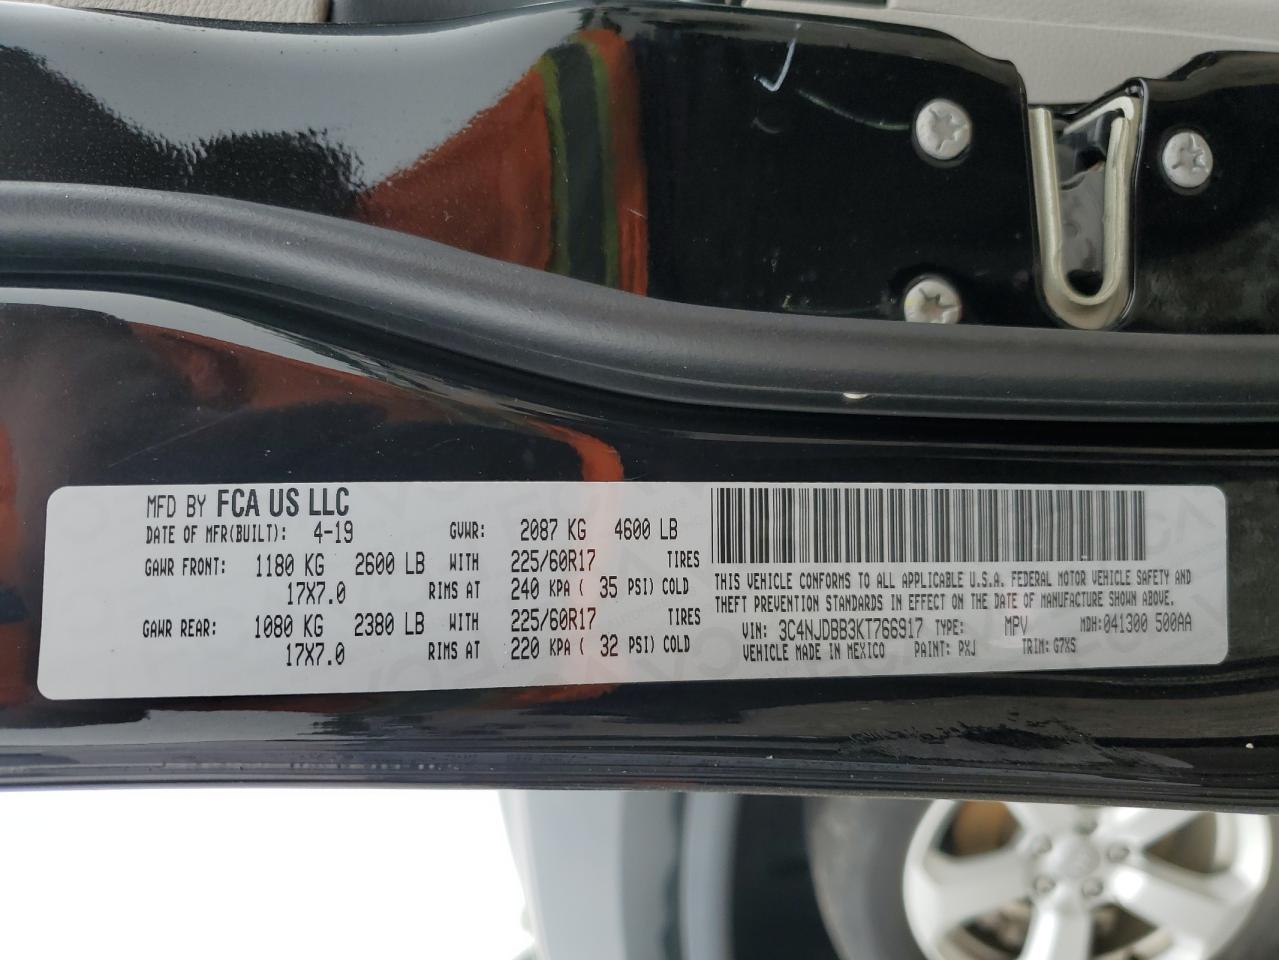 MFD BY FCA US LLC
DATE OF MFR(BUILT): 4-19 GVWR: 2087 KG 4600 LB
GAWR FRONT: 1180 KG 2600 LB WITH 225/60R17 TIRES
17X7.0 RIMS AT 240 KPA ( 35 PSI) COLD
GAWR REAR: 1080 KG 2380 LB WITH 225/60R17 TIRES
17X7.0 RIMS AT 220 KPA ( 32 PSI) COLD
THIS VEHICLE CONFORMS TO ALL APPLICABLE U.S.A. FEDERAL MOTOR VEHICLE SAFETY AND
THEFT PREVENTION STANDARDS IN EFFECT ON THE DATE OF MANUFACTURE SHOWN ABOVE.
VIN: 3C4NJDBB3KT766917 TYPE: MPV MDH:041300 500AA
VEHICLE MADE IN MEXICO PAINT: PXJ TRIM: G7XS